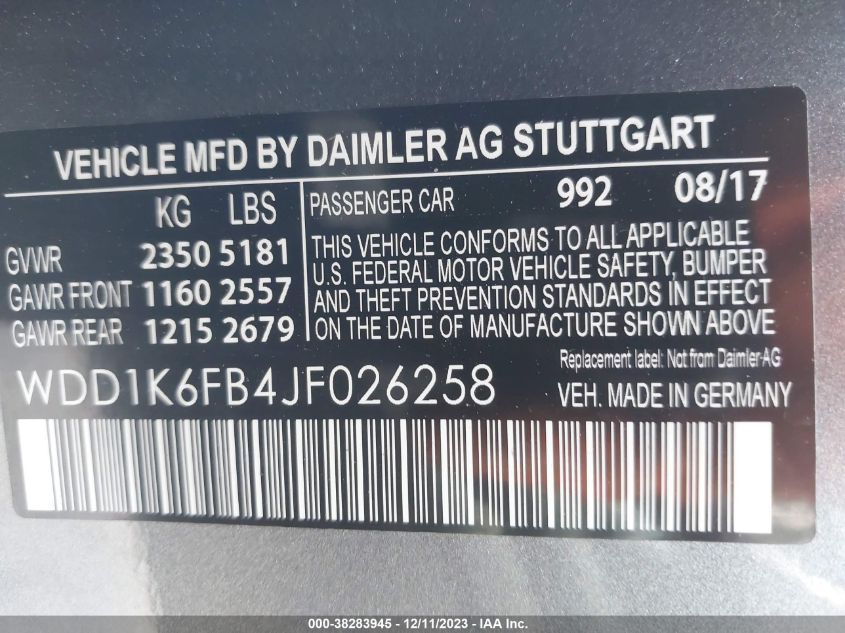 VEHICLE MFD BY DAIMLER AG STUTTGART
KG LBS
GVWR 2350 5181
GAWR FRONT 1160 2557
GAWR REAR 1215 2679
PASSENGER CAR 992 08/17
THIS VEHICLE CONFORMS TO ALL APPLICABLE
U.S. FEDERAL MOTOR VEHICLE SAFETY, BUMPER
AND THEFT PREVENTION STANDARDS IN EFFECT
ON THE DATE OF MANUFACTURE SHOWN ABOVE
Replacement label: Not from Daimler-AG
WDD1K6FB4JF026258 VEH. MADE IN GERMANY
000-38283945 - 12/11/2023 - IAA Inc.